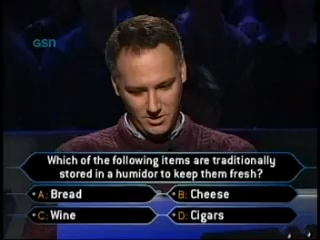 GSN
Which of the following items are traditionally
stored in a humidor to keep them fresh?
A: Bread
B: Cheese
C: Wine
D: Cigars